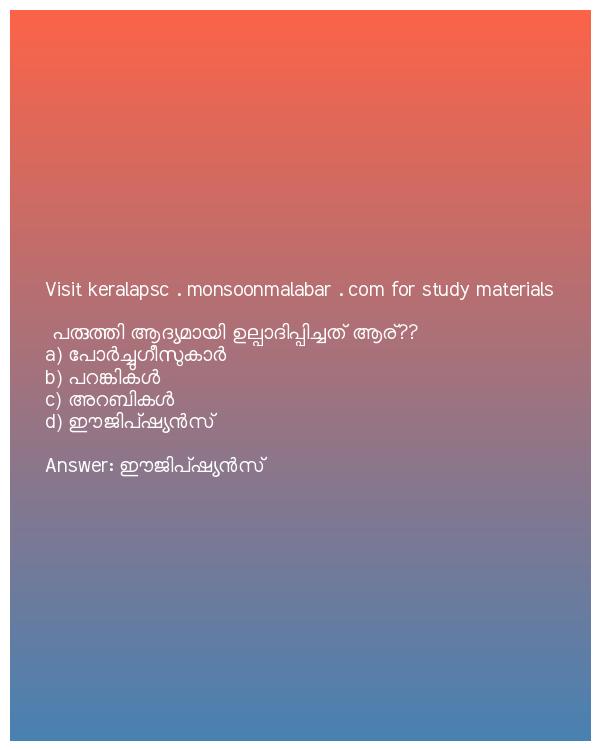 Visit keralapsc . monsoonmalabar . com for study materials
പരുത്തി ആദ്യമായി ഉല്പാദിപ്പിച്ചത് ആര്??
a) പോർച്ചുഗീസുകാർ
b) പറങ്കികൾ
c) അറബികൾ
d) ഈജിപ്ഷ്യൻസ്
Answer: ഈജിപ്ഷ്യൻസ്